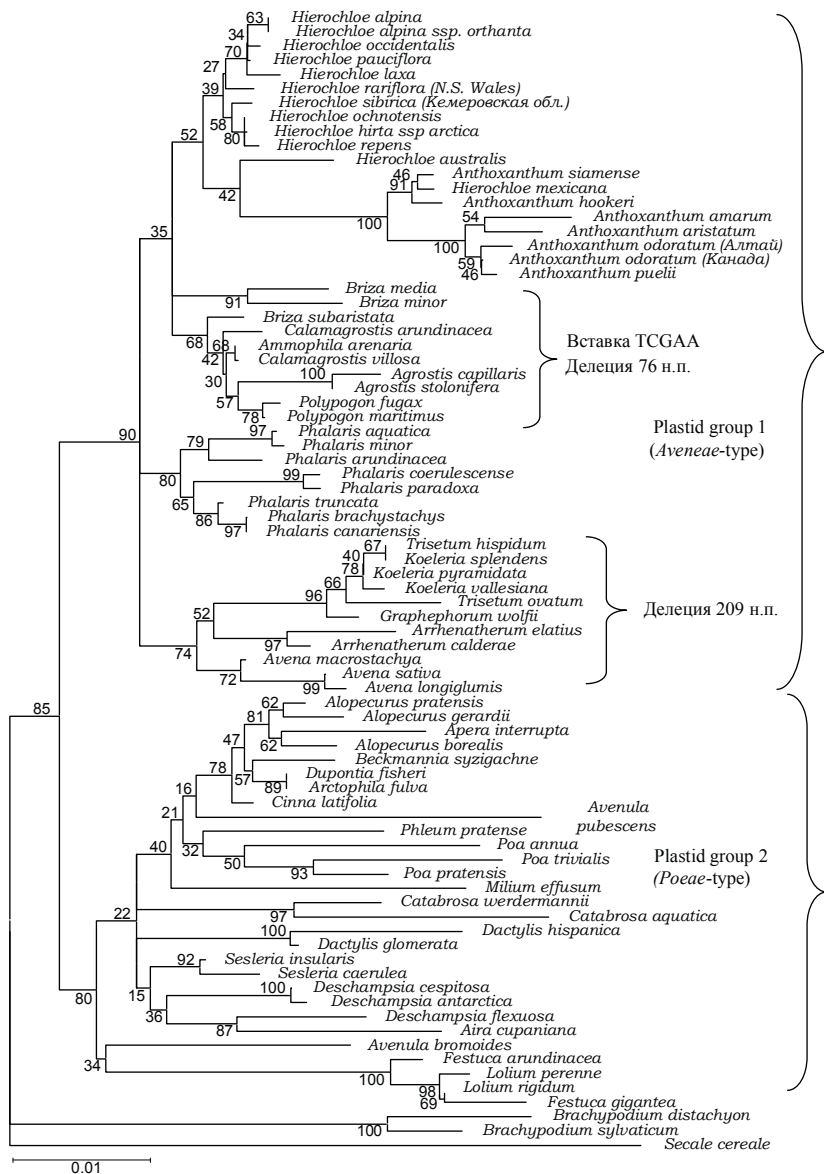 63
Hierochloe alpina
34
Hierochloe alpina ssp. orthanta
Hierochloe occidentalis
70
Hierochloe pauciflora
27
Hierochloe laxa
39
Hierochloe rariflora (N.S. Wales)
Hierochloe sibirica (Кемеровская обл.)
58
Hierochloe ochnotensis
52
80
Hierochloe hirta ssp arctica
Hierochloe repens
Hierochloe australis
42
46
Anthoxanthum siamense
91
Hierochloe mexicana
Anthoxanthum hookeri
100
54
Anthoxanthum amarum
35
Anthoxanthum aristatum
100
Anthoxanthum odoratum (Алтай)
59
Anthoxanthum odoratum (Канада)
46
Anthoxanthum puelii
Briza media
91
Briza minor
Briza subaristata
68
Calamagrostis arundinacea
68
Ammophila arenaria
42
Calamagrostis villosa
30
100
Agrostis capillaris
Agrostis stolonifera
57
Polypogon fugax
78
Polypogon maritimus
Вставка TCGAA
Делеция 76 н.п.
90
97
Phalaris aquatica
79
Phalaris minor
Phalaris arundinacea
80
99
Phalaris coerulescense
Phalaris paradoxa
65
Phalaris truncata
86
Phalaris brachystachys
97
Phalaris canariensis
Plastid group 1
(Aveneae-type)
67
Trisetum hispidum
40
Koeleria splendens
78
Koeleria pyramidata
66
Koeleria vallesiana
96
Trisetum ovatum
52
Graphephorum wolfii
Arrhenatherum elatius
97
Arrhenatherum calderae
74
Avena macrostachya
72
Avena sativa
99
Avena longiglumis
Делеция 209 н.п.
85
62
Alopecurus pratensis
81
Alopecurus gerardii
47
Apera interrupta
62
Alopecurus borealis
78
Beckmannia syzigachne
57
Dupontia fisheri
89
Arctophila fulva
16
Cinna latifolia
21
Avenula
pubescens
Phleum pratense
32
Poa annua
40
50
Poa trivialis
93
Poa pratensis
Milium effusum
22
Catabrosa werdermannii
97
Catabrosa aquatica
100
Dactylis hispanica
Dactylis glomerata
92
Sesleria insularis
Sesleria caerulea
80
15
100
Deschampsia cespitosa
Deschampsia antarctica
36
Deschampsia flexuosa
87
Aira cupaniana
Avenula bromoides
34
Festuca arundinacea
100
Lolium perenne
98
Lolium rigidum
69
Festuca gigantea
Plastid group 2
(Poeae-type)
Brachypodium distachyon
100
Brachypodium sylvaticum
Secale cereale
0.01